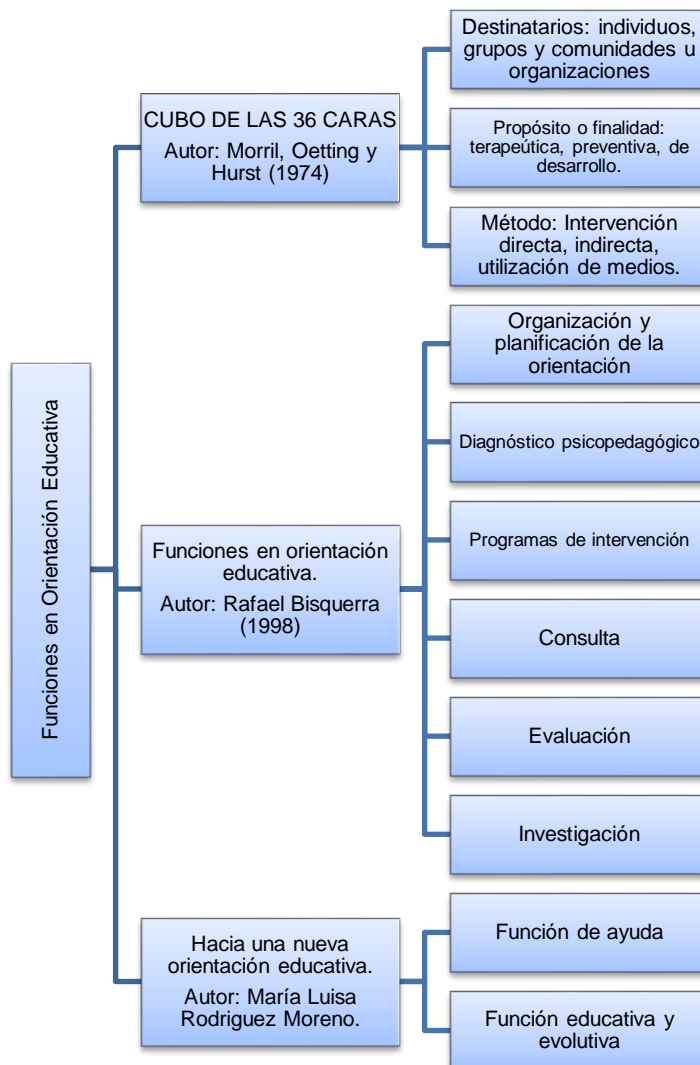 Funciones en Orientación Educativa
CUBO DE LAS 36 CARAS
Autor: Morril, Oetting y
Hurst (1974)
Destinatarios: individuos,
grupos y comunidades u
organizaciones
Propósito o finalidad:
terapeútica, preventiva, de
desarrollo.
Método: Intervención
directa, indirecta,
utilización de medios.
Funciones en orientación
educativa.
Autor: Rafael Bisquerra
(1998)
Organización y
planificación de la
orientación
Diagnóstico psicopedagógico
Programas de intervención
Consulta
Evaluación
Investigación
Hacia una nueva
orientación educativa.
Autor: María Luisa
Rodriguez Moreno.
Función de ayuda
Función educativa y
evolutiva